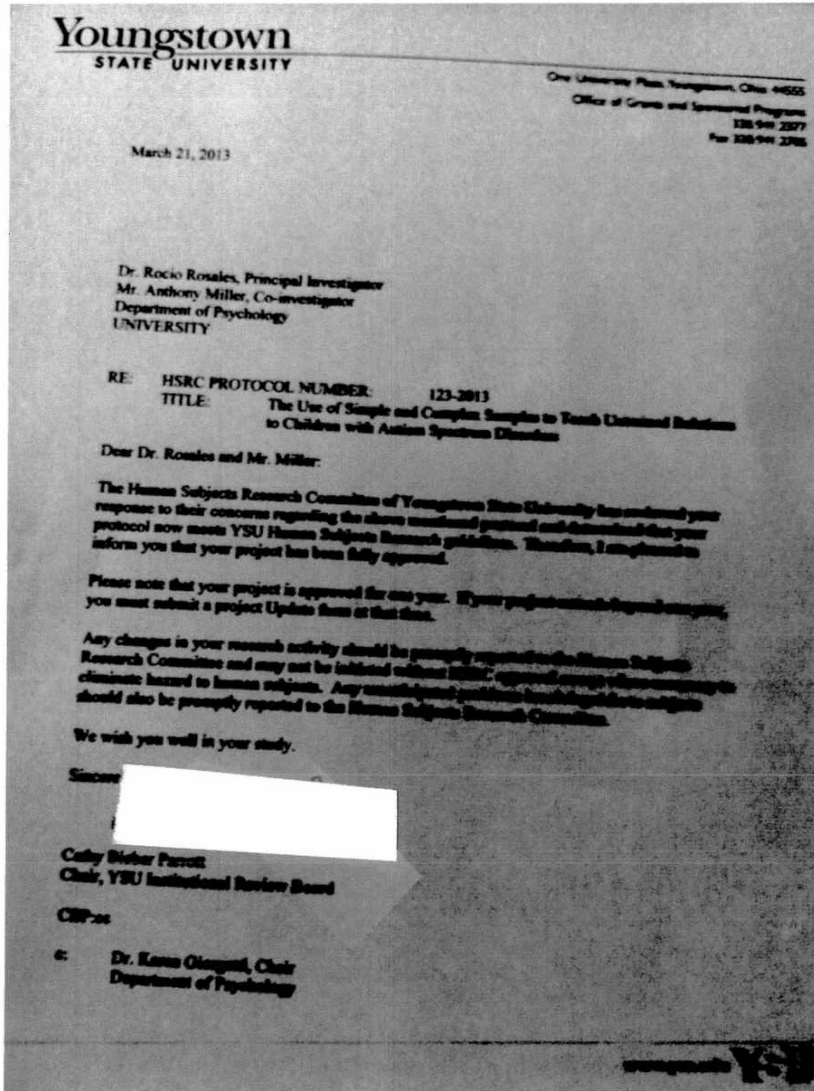 Youngstown
STATE UNIVERSITY
One University Plaza, Youngstown, Ohio 44555
Office of Grants and Sponsored Programs
330 941 2377
Fax 330 941 2705
March 21, 2013
Dr. Rocio Rosales, Principal Investigator
Mr. Anthony Miller, Co-investigator
Department of Psychology
UNIVERSITY
RE: HSRC PROTOCOL NUMBER: 123-2013
TITLE: The Use of Simple and Complex Samples to Teach Untrained Relations
to Children with Autism Spectrum Disorders
Dear Dr. Rosales and Mr. Miller:
The Human Subjects Research Committee of Youngstown State University has reviewed your
response to their concerns regarding the above mentioned protocol and determined that your
protocol now meets YSU Human Subjects Research guidelines. Therefore, I am pleased to
inform you that your project has been fully approved.
Please note that your project is approved for one year. If your project extends beyond one year,
you must submit a project Update form at that time.
Any changes in your research activity should be promptly reported to the Human Subjects
Research Committee and may not be initiated without HSRC approval except where necessary to
eliminate hazard to human subjects. Any unanticipated problems involving risks to subjects
should also be promptly reported to the Human Subjects Research Committee.
We wish you well in your study.
Sincere
Cathy Bieber Parrott
Chair, YSU Institutional Review Board
CBP:cc
c: Dr. Karen Giorgetti, Chair
Department of Psychology